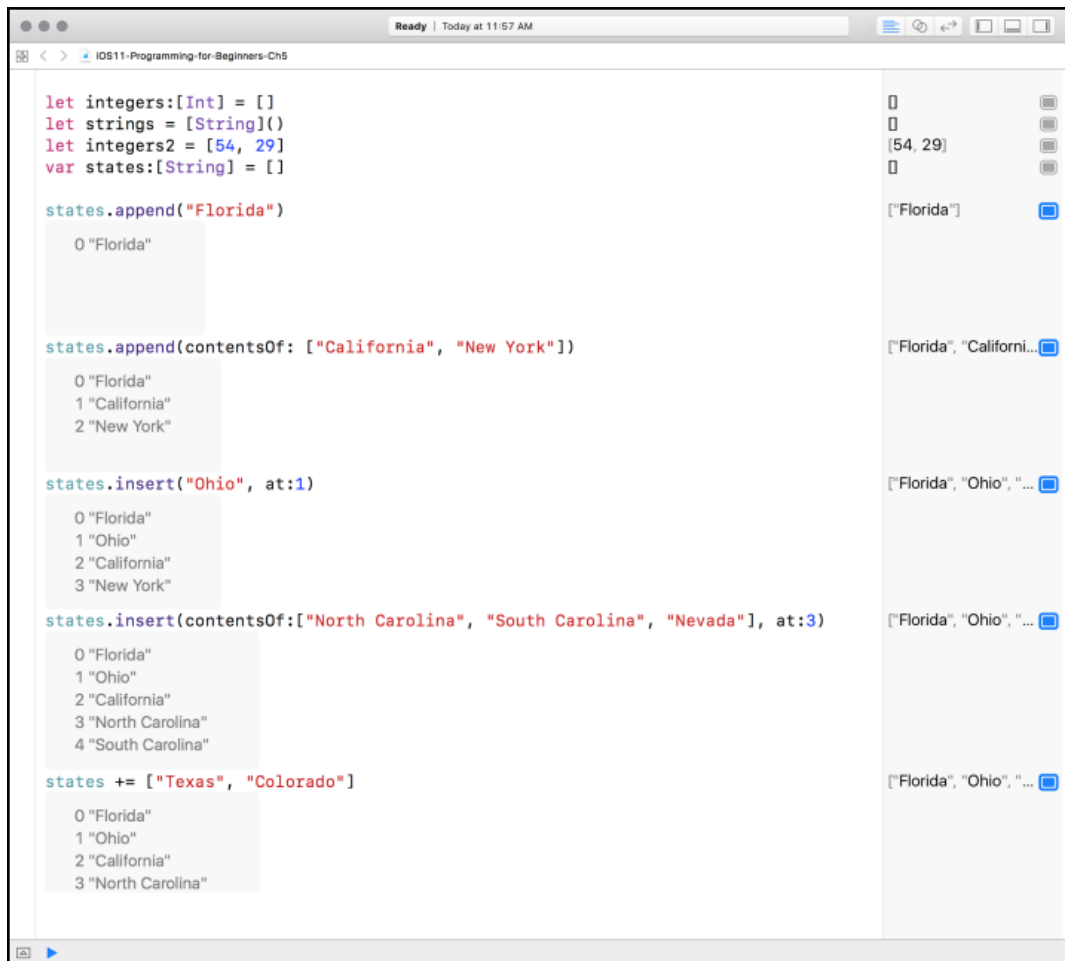 Ready | Today at 11:57 AM
iOS11-Programming-for-Beginners-Ch5
let integers:[Int] = [] []
let strings = [String]() []
let integers2 = [54, 29] [54, 29]
var states:[String] = [] []
states.append("Florida") ["Florida"]
0 "Florida"
states.append(contentsOf: ["California", "New York"]) ["Florida", "Californi...
0 "Florida"
1 "California"
2 "New York"
states.insert("Ohio", at:1) ["Florida", "Ohio", "...
0 "Florida"
1 "Ohio"
2 "California"
3 "New York"
states.insert(contentsOf:["North Carolina", "South Carolina", "Nevada"], at:3) ["Florida", "Ohio", "...
0 "Florida"
1 "Ohio"
2 "California"
3 "North Carolina"
4 "South Carolina"
states += ["Texas", "Colorado"] ["Florida", "Ohio", "...
0 "Florida"
1 "Ohio"
2 "California"
3 "North Carolina"